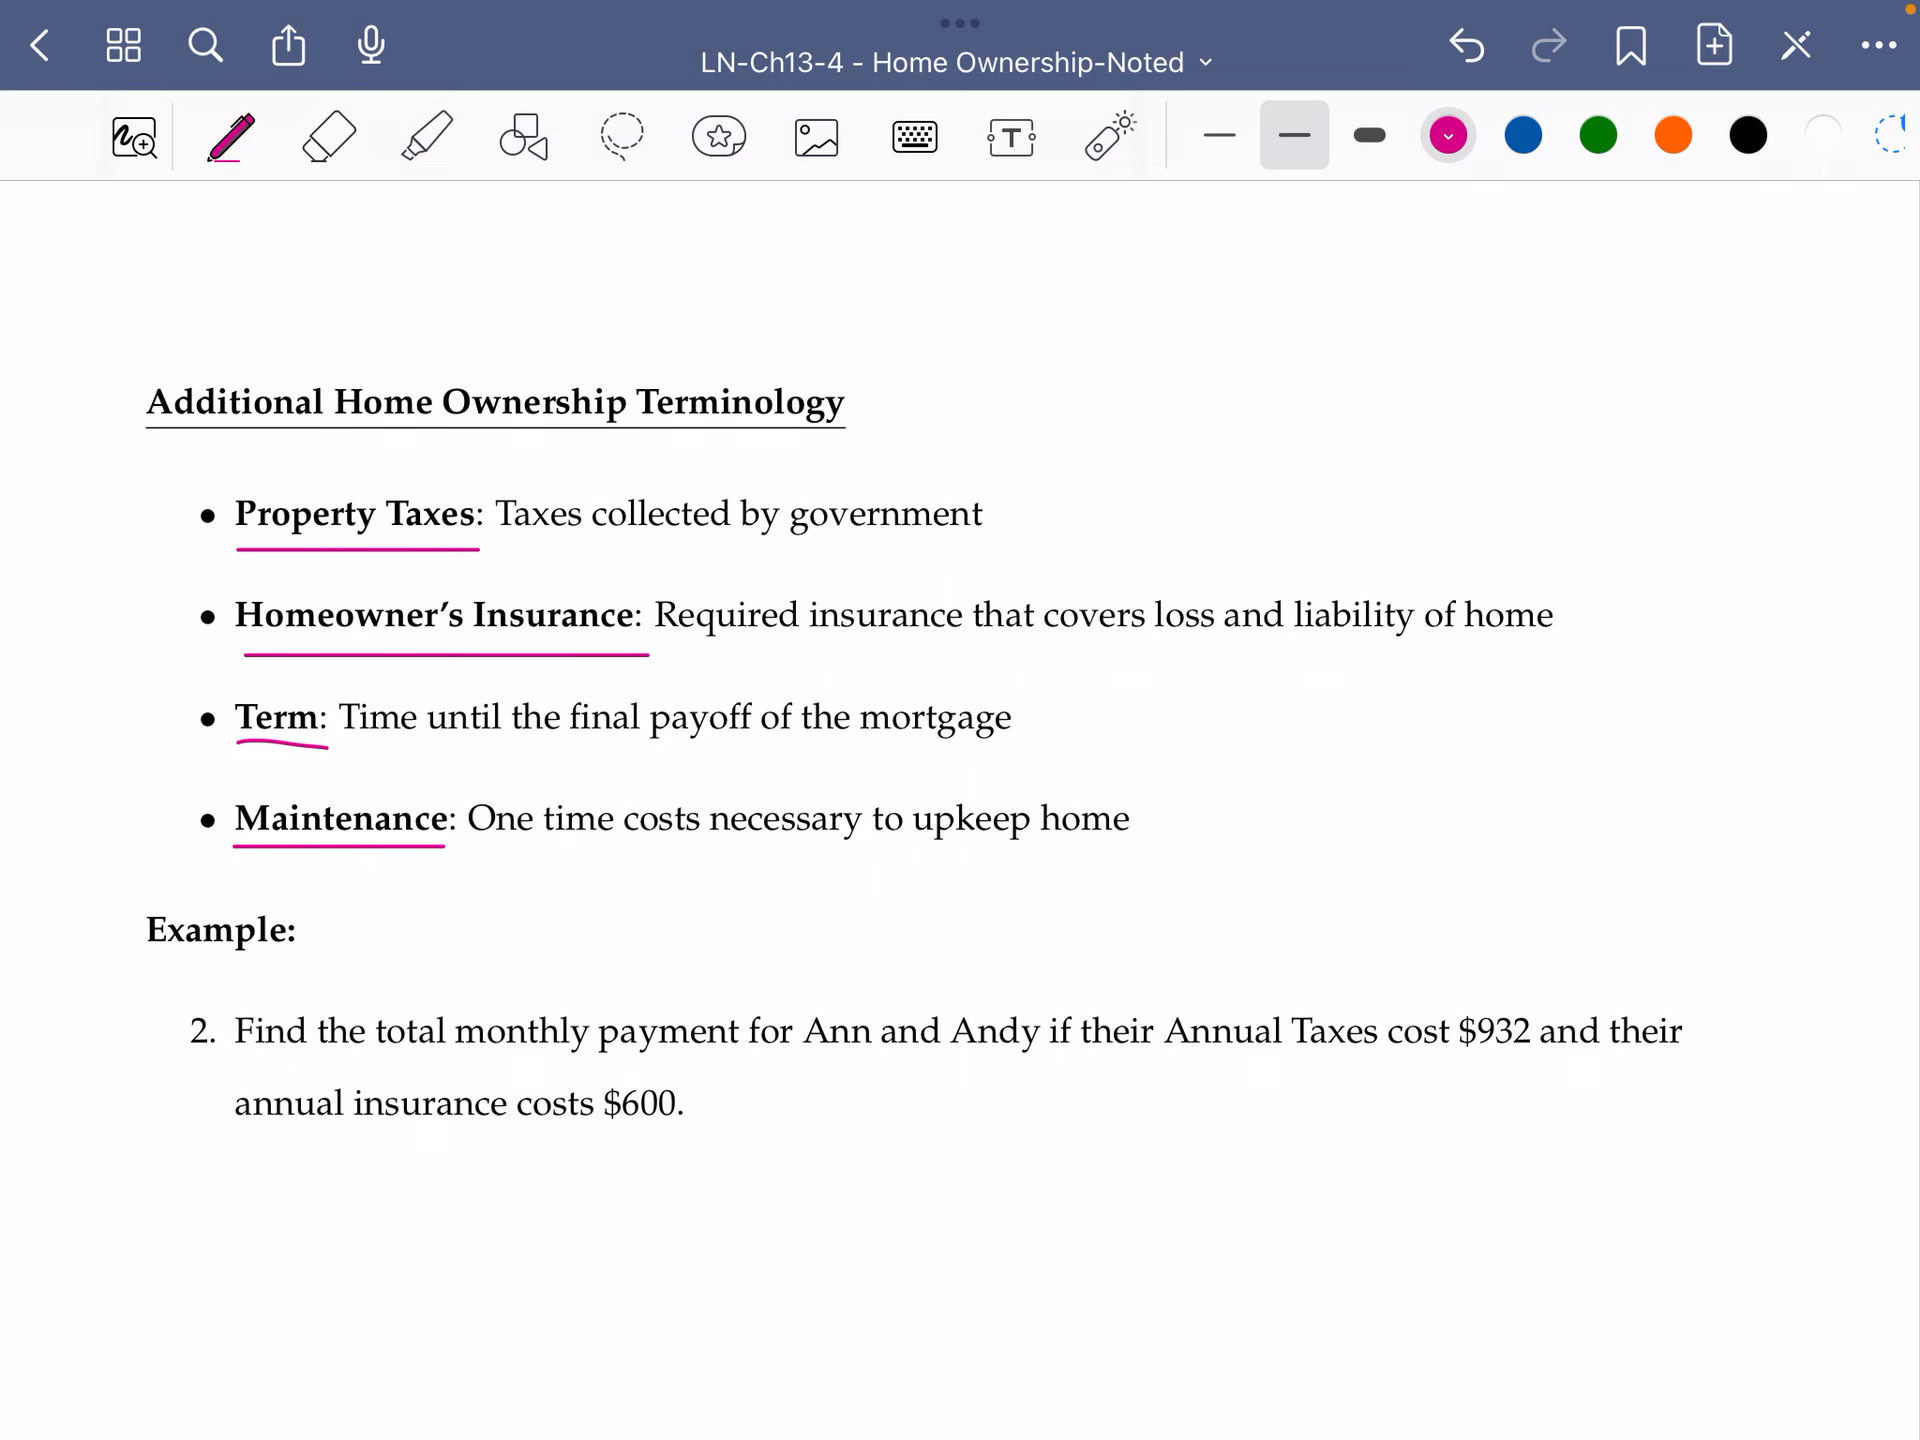 LN-Ch13-4 - Home Ownership-Noted
T
Additional Home Ownership Terminology
• Property Taxes: Taxes collected by government
• Homeowner's Insurance: Required insurance that covers loss and liability of home
• Term: Time until the final payoff of the mortgage
• Maintenance: One time costs necessary to upkeep home
Example:
2. Find the total monthly payment for Ann and Andy if their Annual Taxes cost $932 and their
annual insurance costs $600.